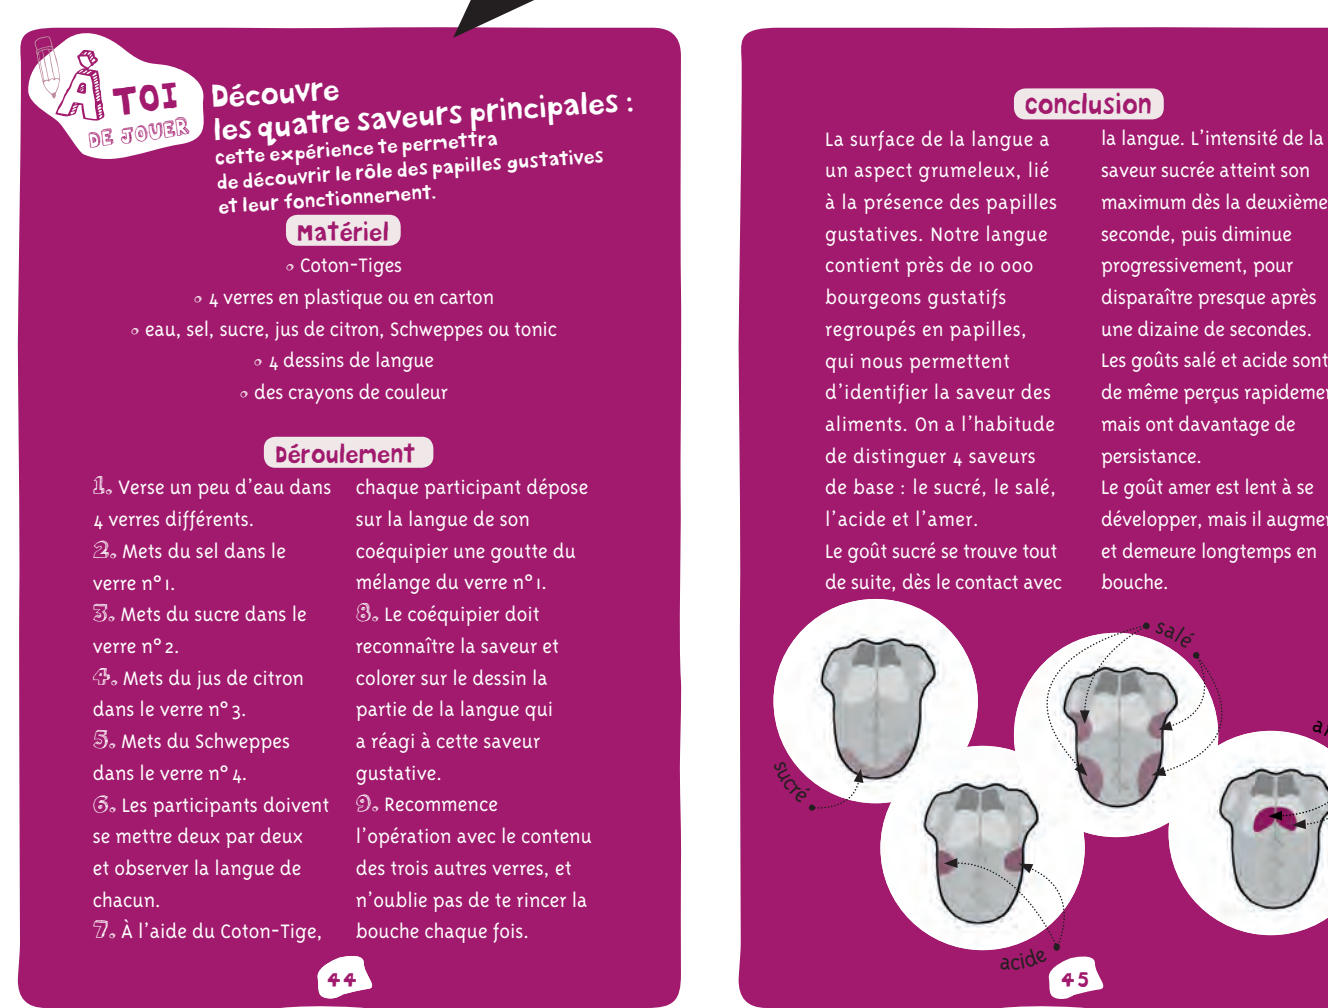 À TOI
DE JOUER
Découvre
les quatre saveurs principales :
cette expérience te permettra
de découvrir le rôle des papilles gustatives
et leur fonctionnement.
Matériel
Coton-Tiges
4 verres en plastique ou en carton
eau, sel, sucre, jus de citron, Schweppes ou tonic
4 dessins de langue
des crayons de couleur
Déroulement
1. Verse un peu d'eau dans
4 verres différents.
2. Mets du sel dans le
verre n° 1.
3. Mets du sucre dans le
verre n° 2.
4. Mets du jus de citron
dans le verre n° 3.
5. Mets du Schweppes
dans le verre n° 4.
6. Les participants doivent
se mettre deux par deux
et observer la langue de
chacun.
7. À l'aide du Coton-Tige,
chaque participant dépose
sur la langue de son
coéquipier une goutte du
mélange du verre n° 1.
8. Le coéquipier doit
reconnaître la saveur et
colorer sur le dessin la
partie de la langue qui
a réagi à cette saveur
gustative.
9. Recommence
l'opération avec le contenu
des trois autres verres, et
n'oublie pas de te rincer la
bouche chaque fois.
44
conclusion
La surface de la langue a
un aspect grumeleux, lié
à la présence des papilles
gustatives. Notre langue
contient près de 10 000
bourgeons gustatifs
regroupés en papilles,
qui nous permettent
d'identifier la saveur des
aliments. On a l'habitude
de distinguer 4 saveurs
de base : le sucré, le salé,
l'acide et l'amer.
Le goût sucré se trouve tout
de suite, dès le contact avec
la langue. L'intensité de la
saveur sucrée atteint son
maximum dès la deuxième
seconde, puis diminue
progressivement, pour
disparaître presque après
une dizaine de secondes.
Les goûts salé et acide sont
de même perçus rapideme
mais ont davantage de
persistance.
Le goût amer est lent à se
développer, mais il augme
et demeure longtemps en
bouche.
sucré
salé
acide
45